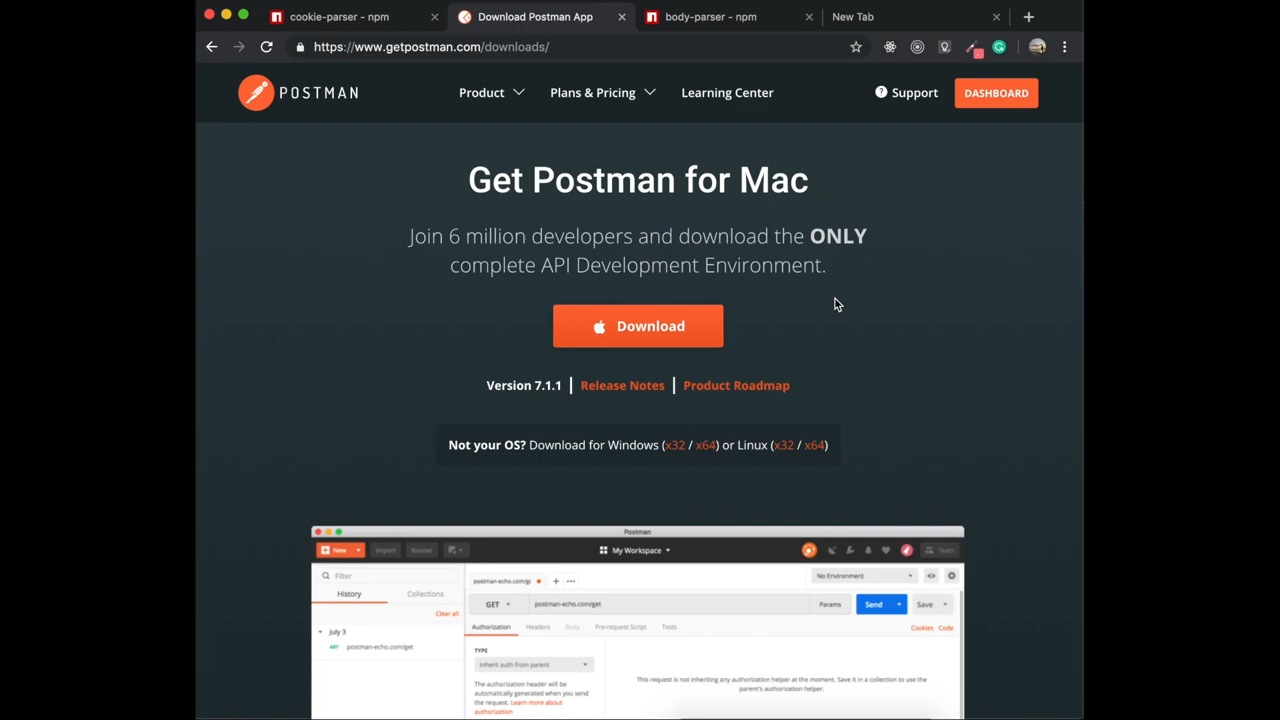 cookie-parser - npm
Download Postman App
body-parser - npm
New Tab
https://www.getpostman.com/downloads/
POSTMAN
Product
Plans & Pricing
Learning Center
Support
DASHBOARD
Get Postman for Mac
Join 6 million developers and download the ONLY
complete API Development Environment.
Download
Version 7.1.1 | Release Notes | Product Roadmap
Not your OS? Download for Windows (x32 / x64) or Linux (x32 / x64)
Postman
New
Import
Runner
My Workspace
Team
Filter
History
Collections
Clear all
July 3
GET postman-echo.com/get
postman-echo.com/ge
No Environment
GET
postman-echo.com/get
Params
Send
Save
Authorization
Headers
Body
Pre-request Script
Tests
Cookies
Code
TYPE
Inherit auth from parent
The authorization header will be
automatically generated when you send
the request. Learn more about
authorization
This request is not inheriting any authorization helper at the moment. Save it in a collection to use the
parent's authorization helper.